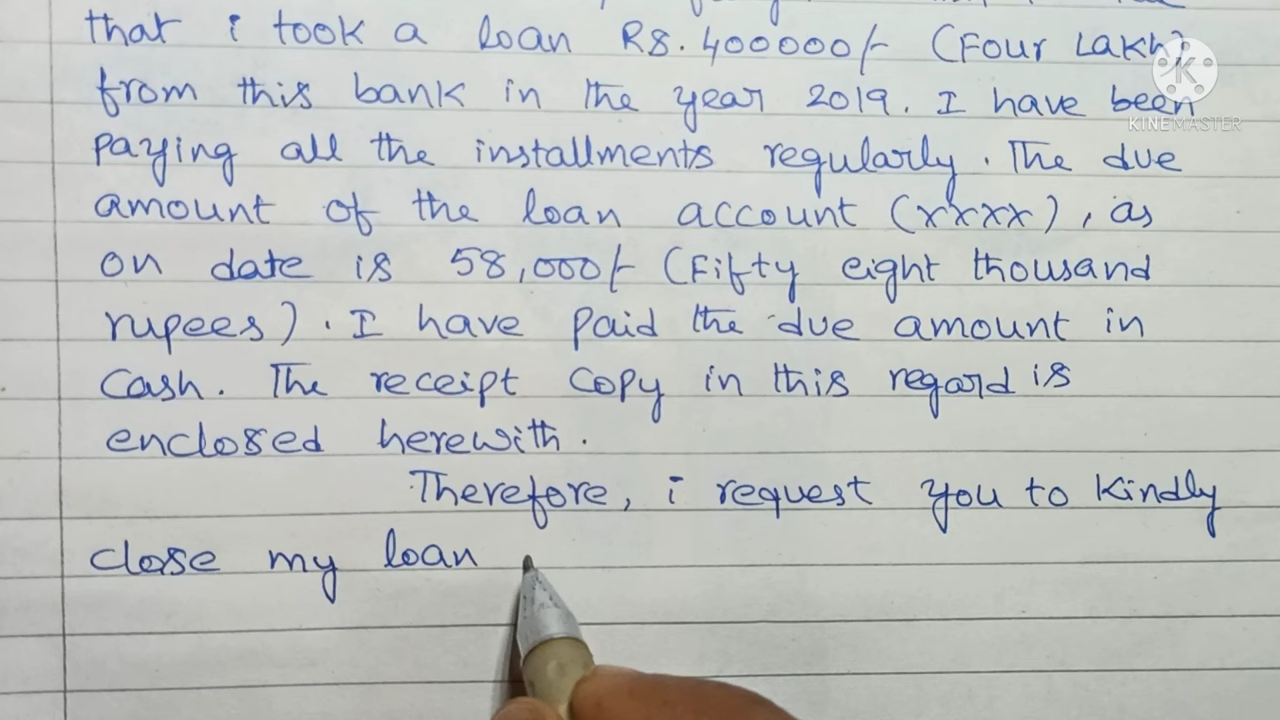 that i took a loan Rs. 400000/- (Four Lakh)
from this bank in the year 2019. I have been
paying all the installments regularly. The due
amount of the loan account (xxxx), as
on date is 58,000/- (Fifty eight thousand
rupees). I have paid the due amount in
cash. The receipt copy in this regard is
enclosed herewith.
Therefore, i request you to kindly
close my loan
K
KINEMASTER